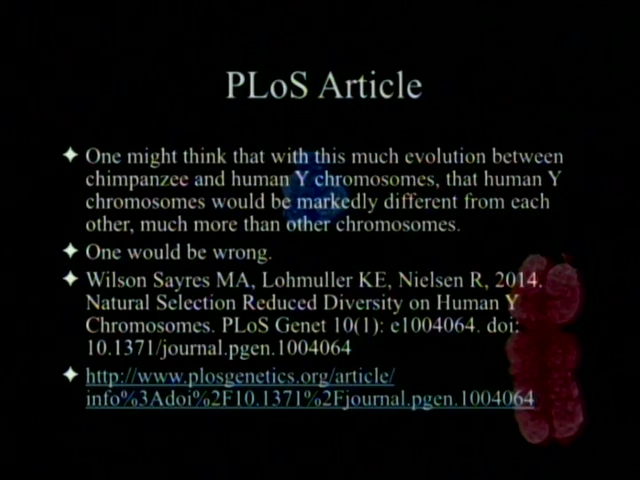 PLoS Article
One might think that with this much evolution between
chimpanzee and human Y chromosomes, that human Y
chromosomes would be markedly different from each
other, much more than other chromosomes.
One would be wrong.
Wilson Sayres MA, Lohmuller KE, Nielsen R, 2014.
Natural Selection Reduced Diversity on Human Y
Chromosomes. PLoS Genet 10(1): e1004064. doi:
10.1371/journal.pgen.1004064
http://www.plosgenetics.org/article/
info%3Adoi%2F10.1371%2Fjournal.pgen.1004064